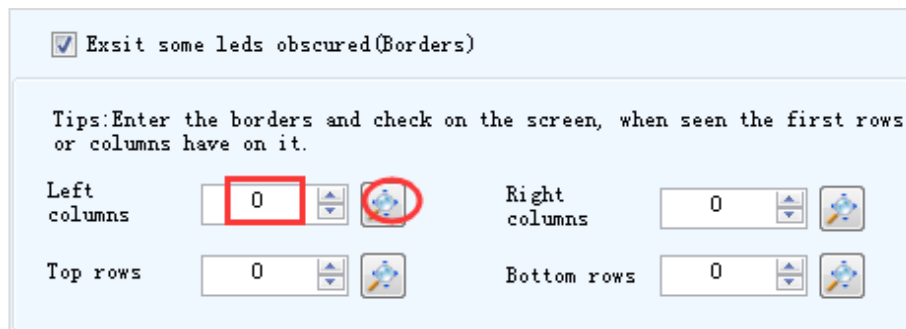 Exsit some leds obscured(Borders)
Tips:Enter the borders and check on the screen, when seen the first rows
or columns have on it.
Left
columns
0
Right
columns
0
Top rows
0
Bottom rows
0